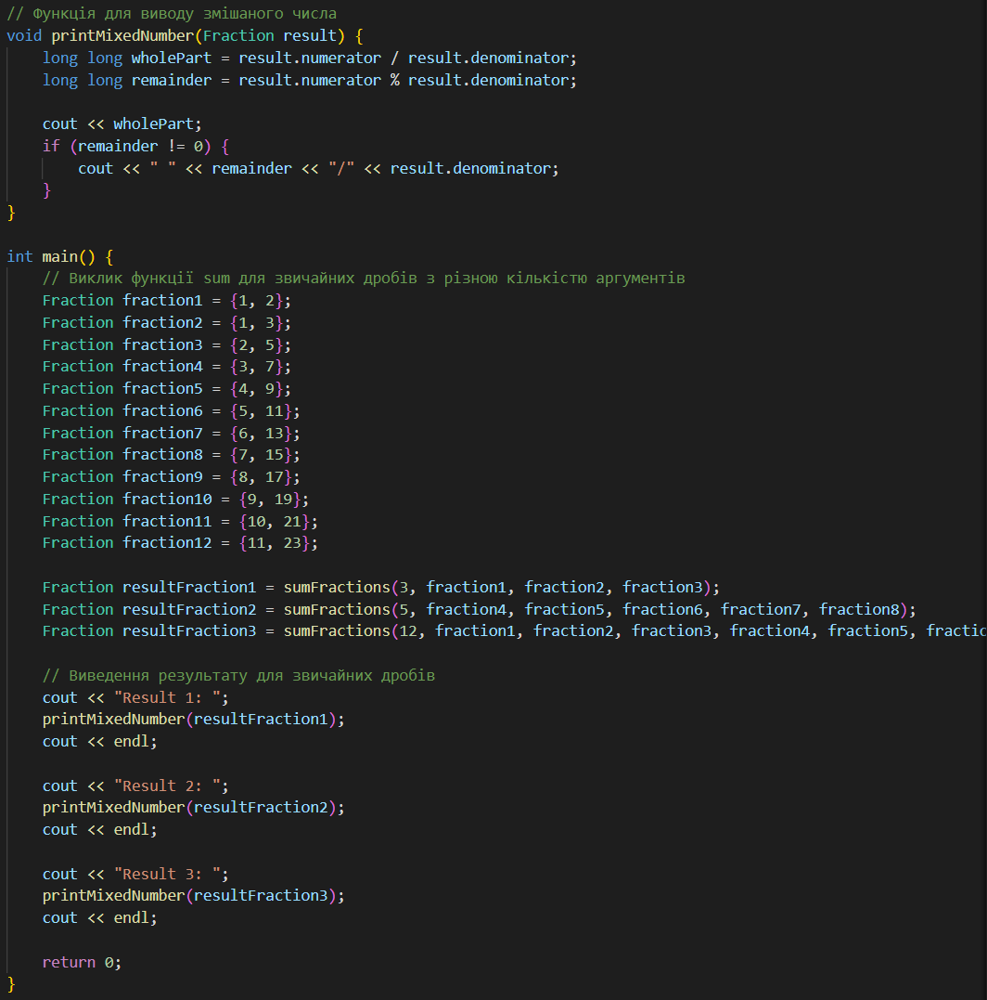 // Функція для виводу змішаного числа
void printMixedNumber(Fraction result) {
    long long wholePart = result.numerator / result.denominator;
    long long remainder = result.numerator % result.denominator;

    cout << wholePart;
    if (remainder != 0) {
        cout << " " << remainder << "/" << result.denominator;
    }
}

int main() {
    // Виклик функції sum для звичайних дробів з різною кількістю аргументів
    Fraction fraction1 = {1, 2};
    Fraction fraction2 = {1, 3};
    Fraction fraction3 = {2, 5};
    Fraction fraction4 = {3, 7};
    Fraction fraction5 = {4, 9};
    Fraction fraction6 = {5, 11};
    Fraction fraction7 = {6, 13};
    Fraction fraction8 = {7, 15};
    Fraction fraction9 = {8, 17};
    Fraction fraction10 = {9, 19};
    Fraction fraction11 = {10, 21};
    Fraction fraction12 = {11, 23};

    Fraction resultFraction1 = sumFractions(3, fraction1, fraction2, fraction3);
    Fraction resultFraction2 = sumFractions(5, fraction4, fraction5, fraction6, fraction7, fraction8);
    Fraction resultFraction3 = sumFractions(12, fraction1, fraction2, fraction3, fraction4, fraction5,

    // Виведення результату для звичайних дробів
    cout << "Result 1: ";
    printMixedNumber(resultFraction1);
    cout << endl;

    cout << "Result 2: ";
    printMixedNumber(resultFraction2);
    cout << endl;

    cout << "Result 3: ";
    printMixedNumber(resultFraction3);
    cout << endl;

    return 0;
}